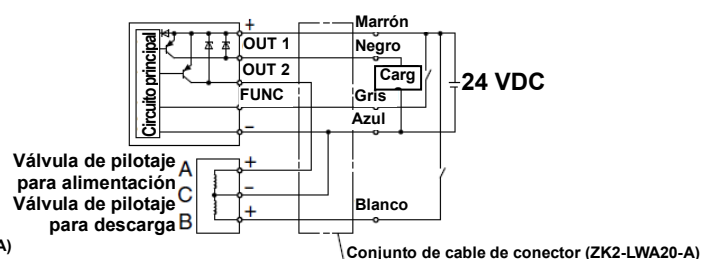 Circuito principal
+
OUT 1
OUT 2
FUNC
–
Marrón
Negro
Carg
Gris
Azul
24 VDC
Válvula de pilotaje
para alimentación
Válvula de pilotaje
para descarga
A
C
B
+
–
+
Blanco
A)
Conjunto de cable de conector (ZK2-LWA20-A)